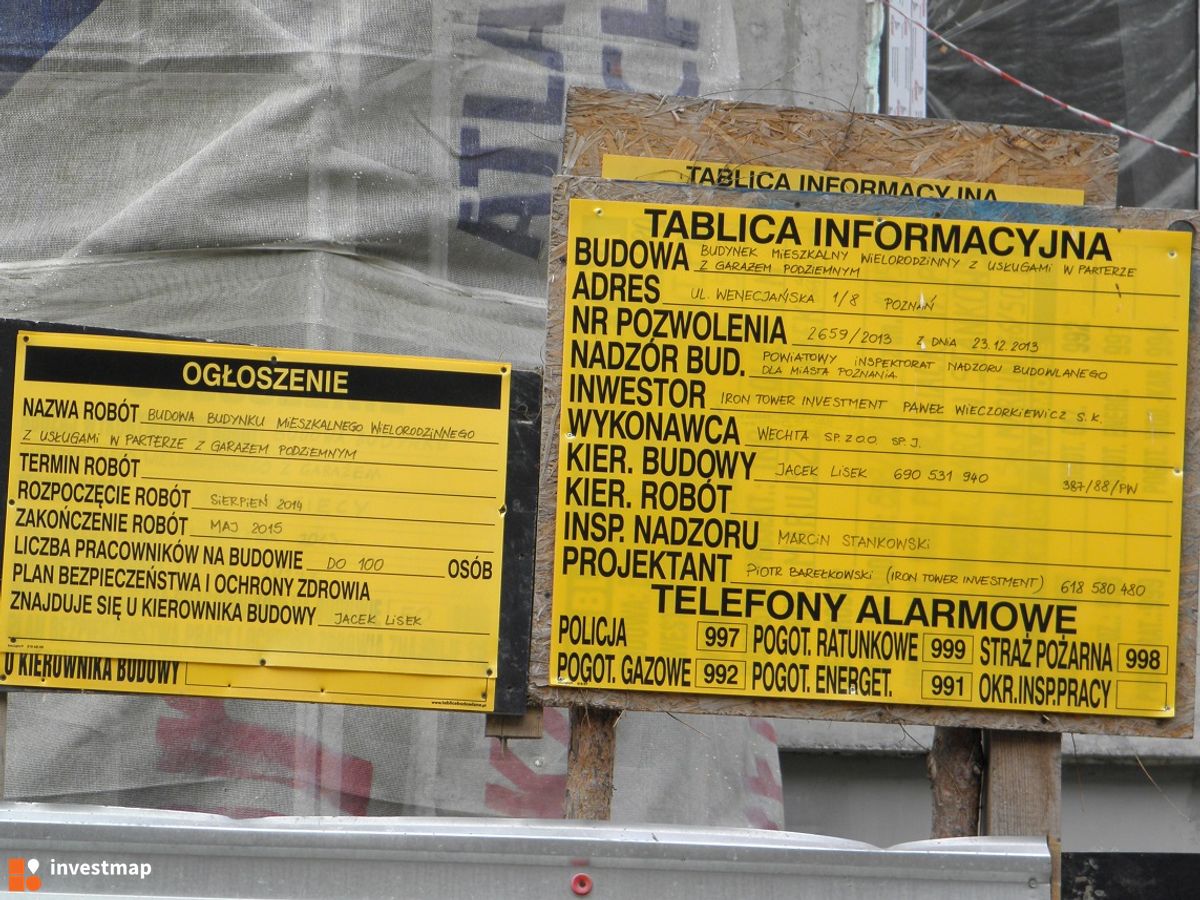 ATLA
TABLICA INFORMACYJNA
TABLICA INFORMACYJNA
BUDOWA BUDYNEK MIESZKALNY WIELORODZINNY Z USŁUGAMI W PARTERZE
Z GARAŻEM PODZIEMNYM
ADRES UL. WENECJAŃSKA 1/8 POZNAŃ
NR POZWOLENIA 2659/2013 Z DNIA 23.12.2013
NADZÓR BUD. POWIATOWY INSPEKTORAT NADZORU BUDOWLANEGO
DLA MIASTA POZNANIA
INWESTOR IRON TOWER INVESTMENT PAWEŁ WIECZORKIEWICZ S.K.
WYKONAWCA WECHTA SP. Z O.O SP. J.
KIER. BUDOWY JACEK LISEK 690 531 940 387/88/PW
KIER. ROBÓT
INSP. NADZORU MARCIN STANKOWSKI
PROJEKTANT PIOTR BAREŁKOWSKI (IRON TOWER INVESTMENT) 618 580 480
TELEFONY ALARMOWE
POLICJA 997 POGOT. RATUNKOWE 999 STRAŻ POŻARNA 998
POGOT. GAZOWE 992 POGOT. ENERGET. 991 OKR.INSP.PRACY
OGŁOSZENIE
NAZWA ROBÓT BUDOWA BUDYNKU MIESZKALNEGO WIELORODZINNEGO
Z USŁUGAMI W PARTERZE Z GARAŻEM PODZIEMNYM
TERMIN ROBÓT
ROZPOCZĘCIE ROBÓT SIERPIEŃ 2014
ZAKOŃCZENIE ROBÓT MAJ 2015
LICZBA PRACOWNIKÓW NA BUDOWIE DO 100 OSÓB
PLAN BEZPIECZEŃSTWA I OCHRONY ZDROWIA
ZNAJDUJE SIĘ U KIEROWNIKA BUDOWY JACEK LISEK
U KIEROWNIKA BUDOWY
www.tablicebudowlane.pl
investmap